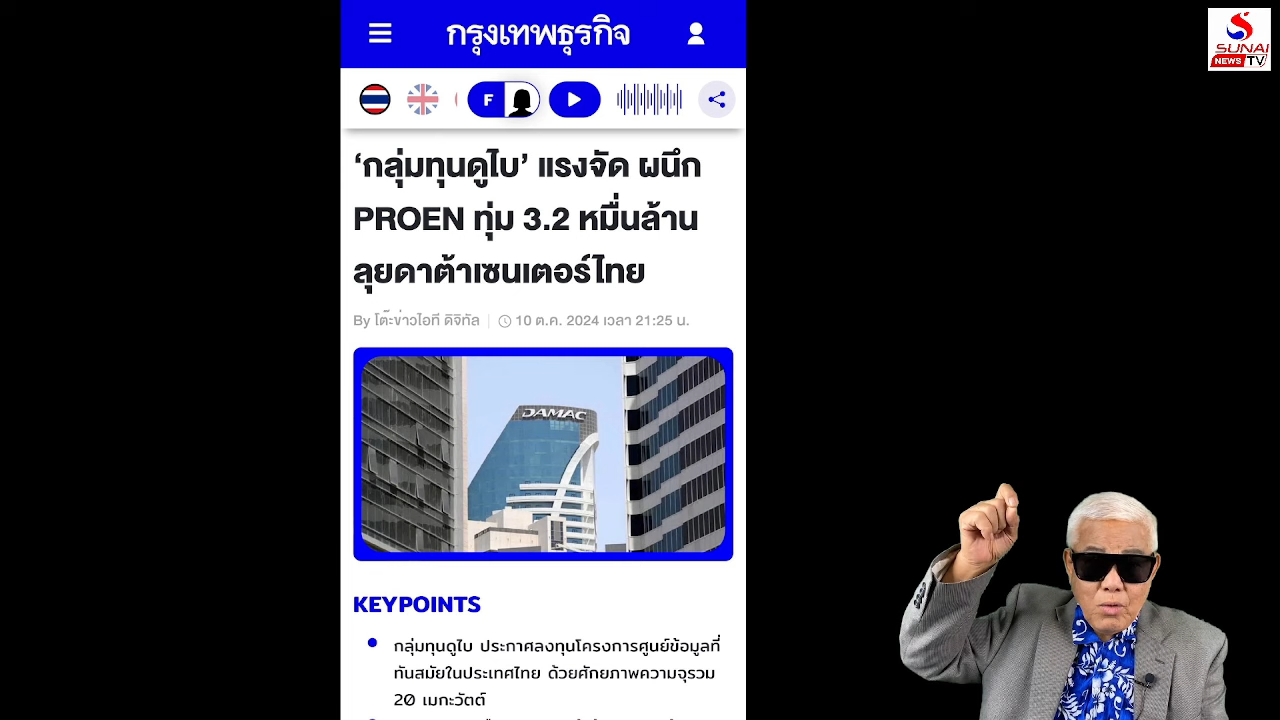 กรุงเทพธุรกิจ
SUNAI
NEWS TV
F
‘กลุ่มทุนดูไบ’ แรงจัด ผนึก
PROEN ทุ่ม 3.2 หมื่นล้าน
ลุยดาต้าเซนเตอร์ไทย
By โต๊ะข่าวไอที ดิจิทัล | 10 ต.ค. 2024 เวลา 21:25 น.
DAMAC
KEYPOINTS
กลุ่มทุนดูไบ ประกาศลงทุนโครงการศูนย์ข้อมูลที่
ทันสมัยในประเทศไทย ด้วยศักยภาพความจุรวม
20 เมกะวัตต์